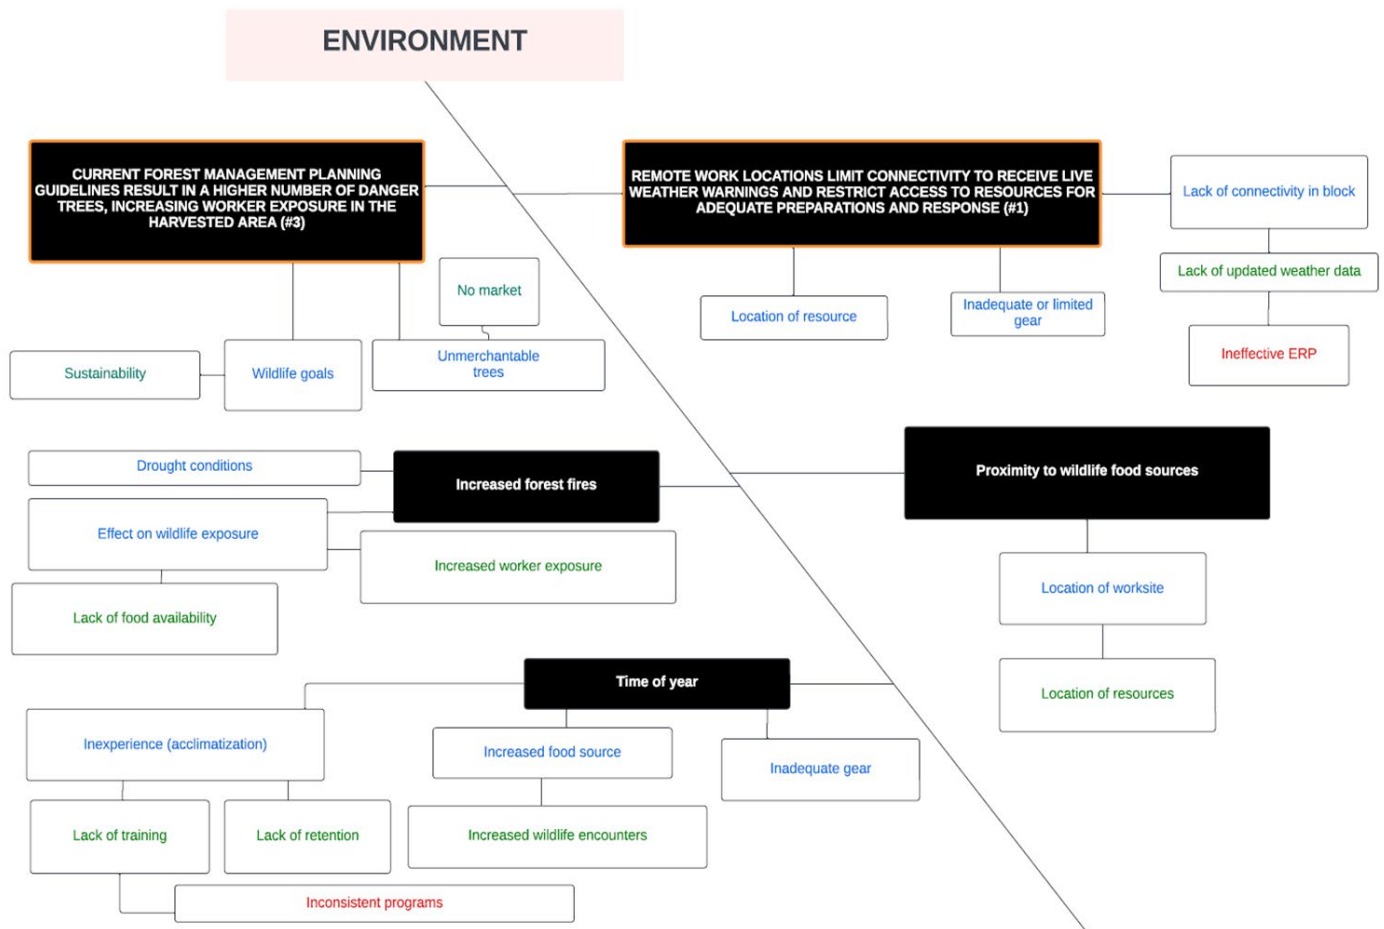 ENVIRONMENT
CURRENT FOREST MANAGEMENT PLANNING
GUIDELINES RESULT IN A HIGHER NUMBER OF DANGER
TREES, INCREASING WORKER EXPOSURE IN THE
HARVESTED AREA (#3)
REMOTE WORK LOCATIONS LIMIT CONNECTIVITY TO RECEIVE LIVE
WEATHER WARNINGS AND RESTRICT ACCESS TO RESOURCES FOR
ADEQUATE PREPARATIONS AND RESPONSE (#1)
Lack of connectivity in block
Lack of updated weather data
Ineffective ERP
No market
Location of resource
Inadequate or limited
gear
Sustainability
Wildlife goals
Unmerchantable
trees
Drought conditions
Increased forest fires
Effect on wildlife exposure
Increased worker exposure
Lack of food availability
Proximity to wildlife food sources
Location of worksite
Location of resources
Time of year
Inexperience (acclimatization)
Increased food source
Inadequate gear
Lack of training
Lack of retention
Increased wildlife encounters
Inconsistent programs